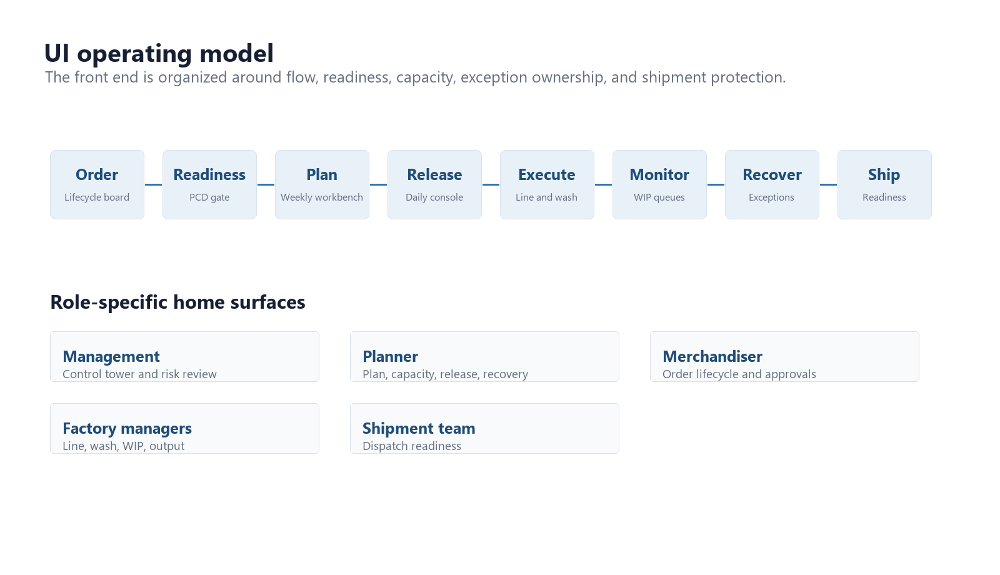 UI operating model
The front end is organized around flow, readiness, capacity, exception ownership, and shipment protection.
Order
Lifecycle board
Readiness
PCD gate
Plan
Weekly workbench
Release
Daily console
Execute
Line and wash
Monitor
WIP queues
Recover
Exceptions
Ship
Readiness
Role-specific home surfaces
Management
Control tower and risk review
Planner
Plan, capacity, release, recovery
Merchandiser
Order lifecycle and approvals
Factory managers
Line, wash, WIP, output
Shipment team
Dispatch readiness